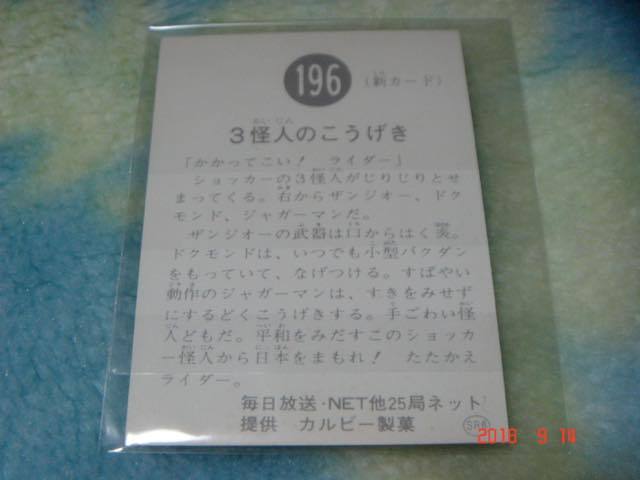 196
（新カード）
3怪人のこうげき
「かかってこい！　ライダー」
ショッカーの3怪人がじりじりとせ
まってくる。右からザンジオー、ドク
モンド、ジャガーマンだ。
ザンジオーの武器は口からはく炎。
ドクモンドは、いつでも小型バクダン
をもっていて、なげつける。すばやい
動作のジャガーマンは、すきをみせず
にするどくこうげきする。手ごわい怪
人どもだ。平和をみだすこのショッカ
ー怪人から日本をまもれ！　たたかえ
ライダー。
毎日放送・NET他25局ネット
提供　カルビー製菓
2018 9 14